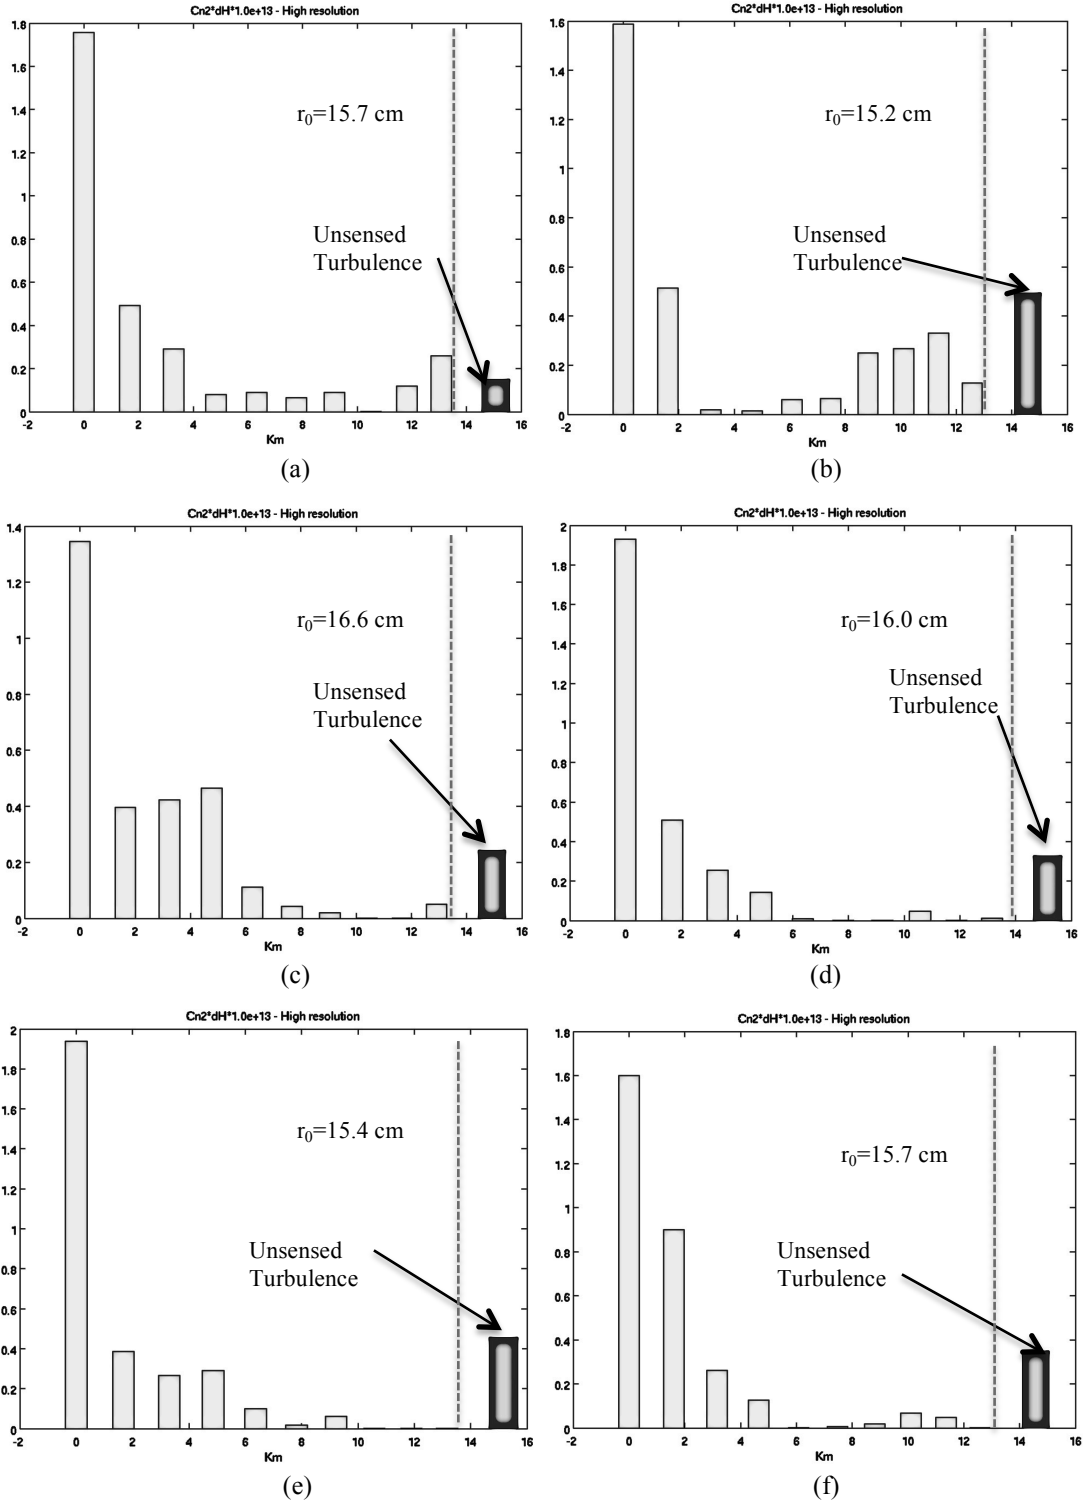 Cn2*dH*1.0e+13 - High resolution
1.8
1.6
1.4
1.2
1
0.8
0.6
0.4
0.2
0
r0=15.7 cm
Unsensed
Turbulence
-2 0 2 4 6 8 10 12 14 16
Km
(a)
Cn2*dH*1.0e+13 - High resolution
1.6
1.4
1.2
1
0.8
0.6
0.4
0.2
0
r0=15.2 cm
Unsensed
Turbulence
-2 0 2 4 6 8 10 12 14 16
Km
(b)
Cn2*dH*1.0e+13 - High resolution
1.4
1.2
1
0.8
0.6
0.4
0.2
0
r0=16.6 cm
Unsensed
Turbulence
-2 0 2 4 6 8 10 12 14 16
Km
(c)
Cn2*dH*1.0e+13 - High resolution
2
1.8
1.6
1.4
1.2
1
0.8
0.6
0.4
0.2
0
r0=16.0 cm
Unsensed
Turbulence
-2 0 2 4 6 8 10 12 14 16
Km
(d)
Cn2*dH*1.0e+13 - High resolution
2
1.8
1.6
1.4
1.2
1
0.8
0.6
0.4
0.2
0
r0=15.4 cm
Unsensed
Turbulence
-2 0 2 4 6 8 10 12 14 16
Km
(e)
Cn2*dH*1.0e+13 - High resolution
1.8
1.6
1.4
1.2
1
0.8
0.6
0.4
0.2
0
r0=15.7 cm
Unsensed
Turbulence
-2 0 2 4 6 8 10 12 14 16
Km
(f)